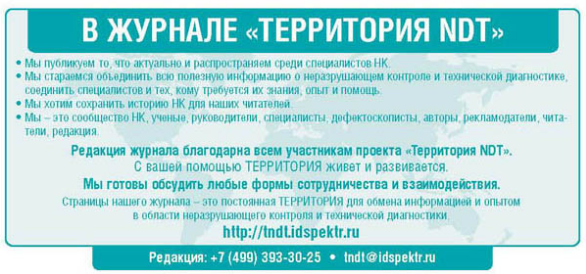 В ЖУРНАЛЕ «ТЕРРИТОРИЯ NDT»
• Мы публикуем то, что актуально и распространяем среди специалистов НК.
• Мы стараемся объединить всю полезную информацию о неразрушающем контроле и технической диагностике,
соединить специалистов и тех, кому требуется их знания, опыт и помощь.
• Мы хотим сохранить историю НК для наших читателей.
• Мы – это сообщество НК, ученые, руководители, специалисты, дефектоскописты, авторы, рекламодатели, чита-
тели, редакция.
Редакция журнала благодарна всем участникам проекта «Территория NDT».
С вашей помощью ТЕРРИТОРИЯ живет и развивается.
Мы готовы обсудить любые формы сотрудничества и взаимодействия.
Страницы нашего журнала – это постоянная ТЕРРИТОРИЯ для обмена информацией и опытом
в области неразрушающего контроля и технической диагностики.
http://tndt.idspektr.ru
Редакция: +7 (499) 393-30-25 • tndt@idspektr.ru